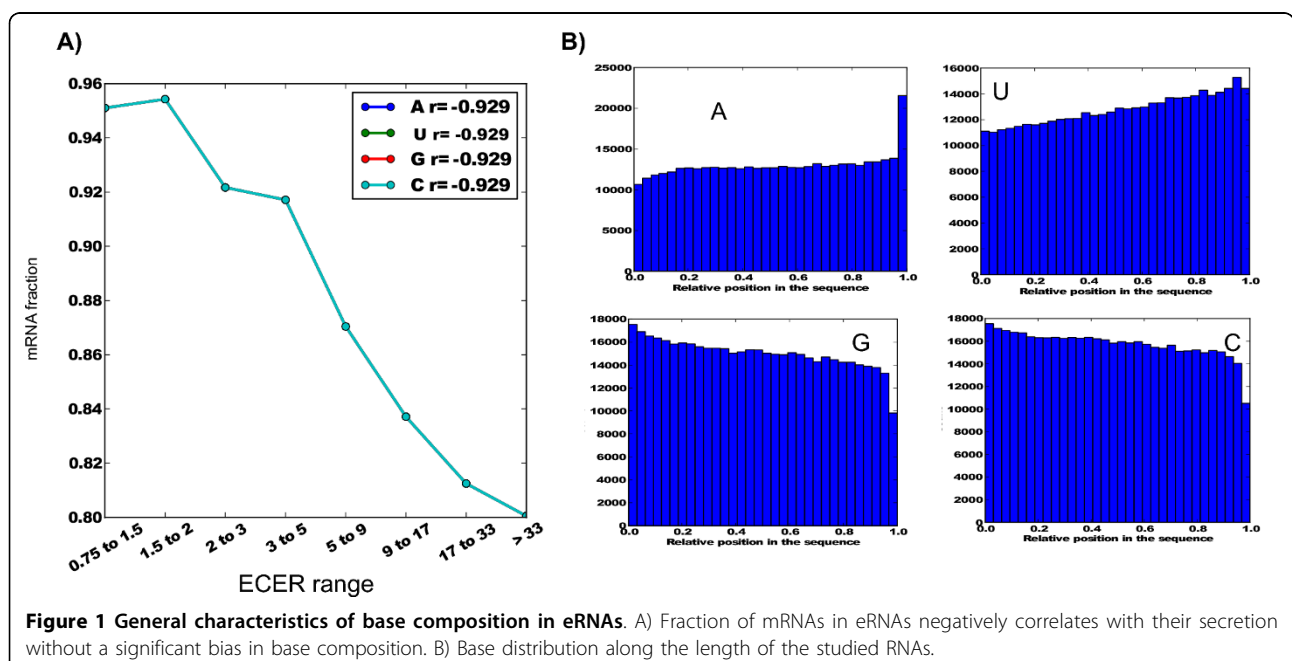 A)
0.96
0.94
0.92
0.90
0.88
0.86
0.84
0.82
0.80
mRNA fraction
A r= -0.929
U r= -0.929
G r= -0.929
C r= -0.929
0.75 to 1.5
1.5 to 2
2 to 3
3 to 5
5 to 9
9 to 17
17 to 33
> 33
ECER range
B)
25000
20000
15000
10000
5000
0
A
0.0 0.2 0.4 0.6 0.8 1.0
Relative position in the sequence
16000
14000
12000
10000
8000
6000
4000
2000
0
U
0.0 0.2 0.4 0.6 0.8 1.0
Relative position in the sequence
18000
16000
14000
12000
10000
8000
6000
4000
2000
0
G
0.0 0.2 0.4 0.6 0.8 1.0
Relative position in the sequence
18000
16000
14000
12000
10000
8000
6000
4000
2000
0
C
0.0 0.2 0.4 0.6 0.8 1.0
Relative position in the sequence
Figure 1 General characteristics of base composition in eRNAs. A) Fraction of mRNAs in eRNAs negatively correlates with their secretion
without a significant bias in base composition. B) Base distribution along the length of the studied RNAs.